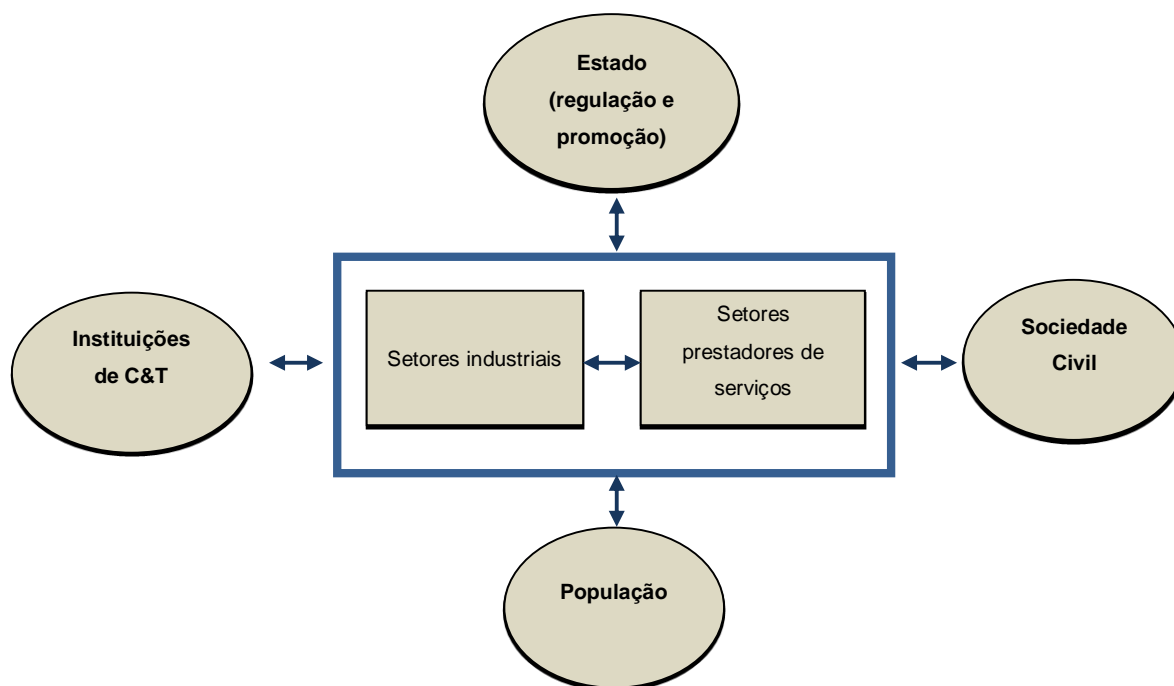 Estado
(regulação e
promoção)
Instituições
de C&T
Setores industriais
Setores
prestadores de
serviços
Sociedade
Civil
População